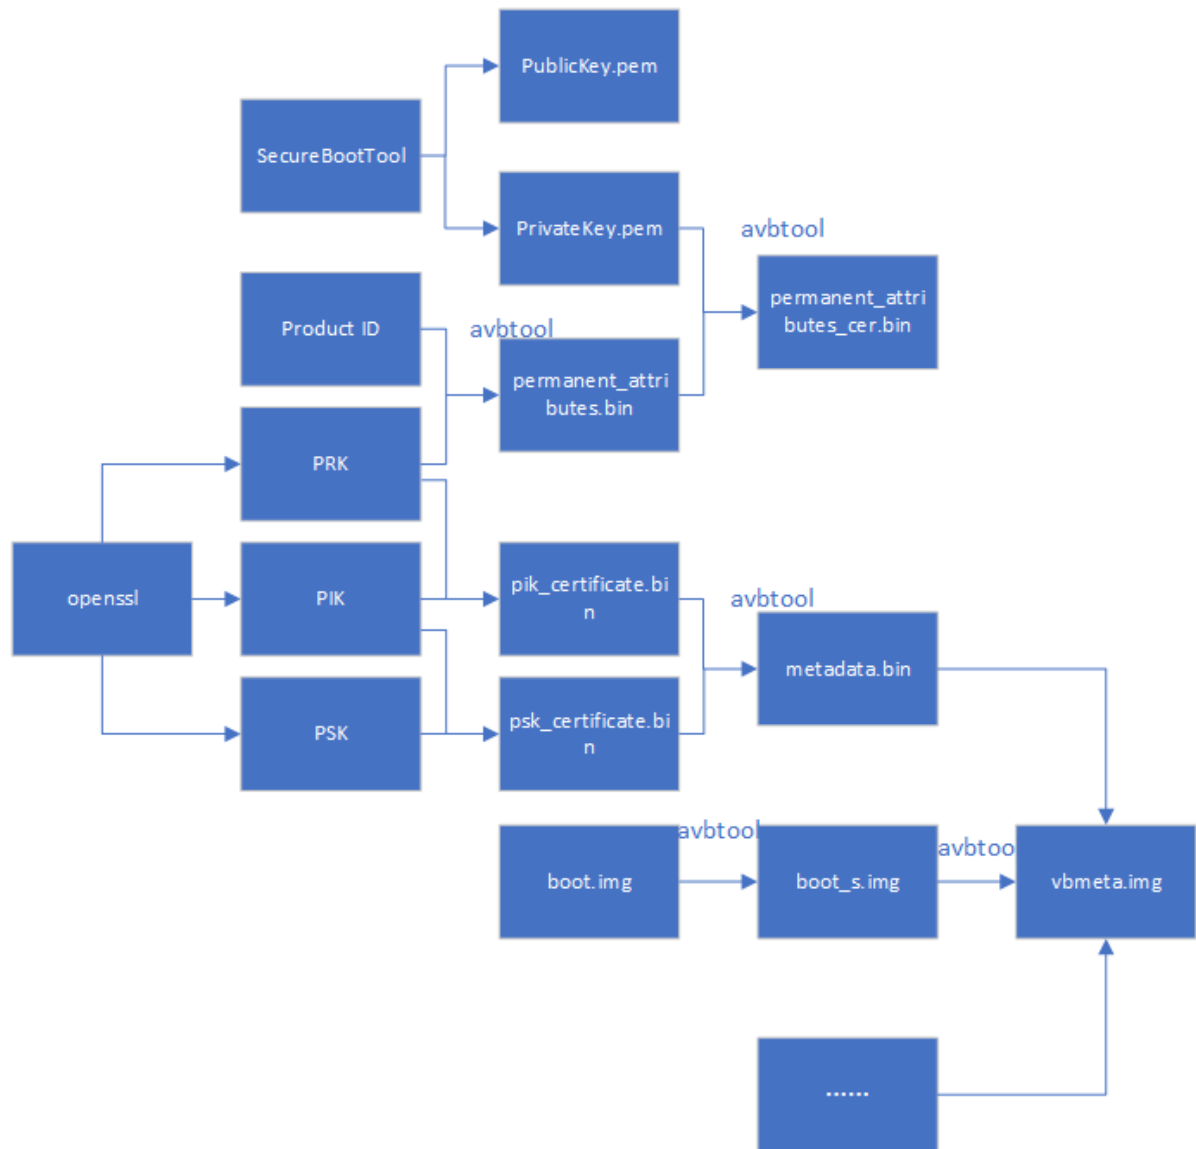 PublicKey.pem
SecureBootTool
PrivateKey.pem
avbtool
permanent_attri
butes_cer.bin
Product ID
avbtool
permanent_attri
butes.bin
PRK
openssl
PIK
pik_certificate.bi
n
avbtool
metadata.bin
PSK
psk_certificate.bi
n
avbtool
boot.img
boot_s.img
avbtool
vbmeta.img
......